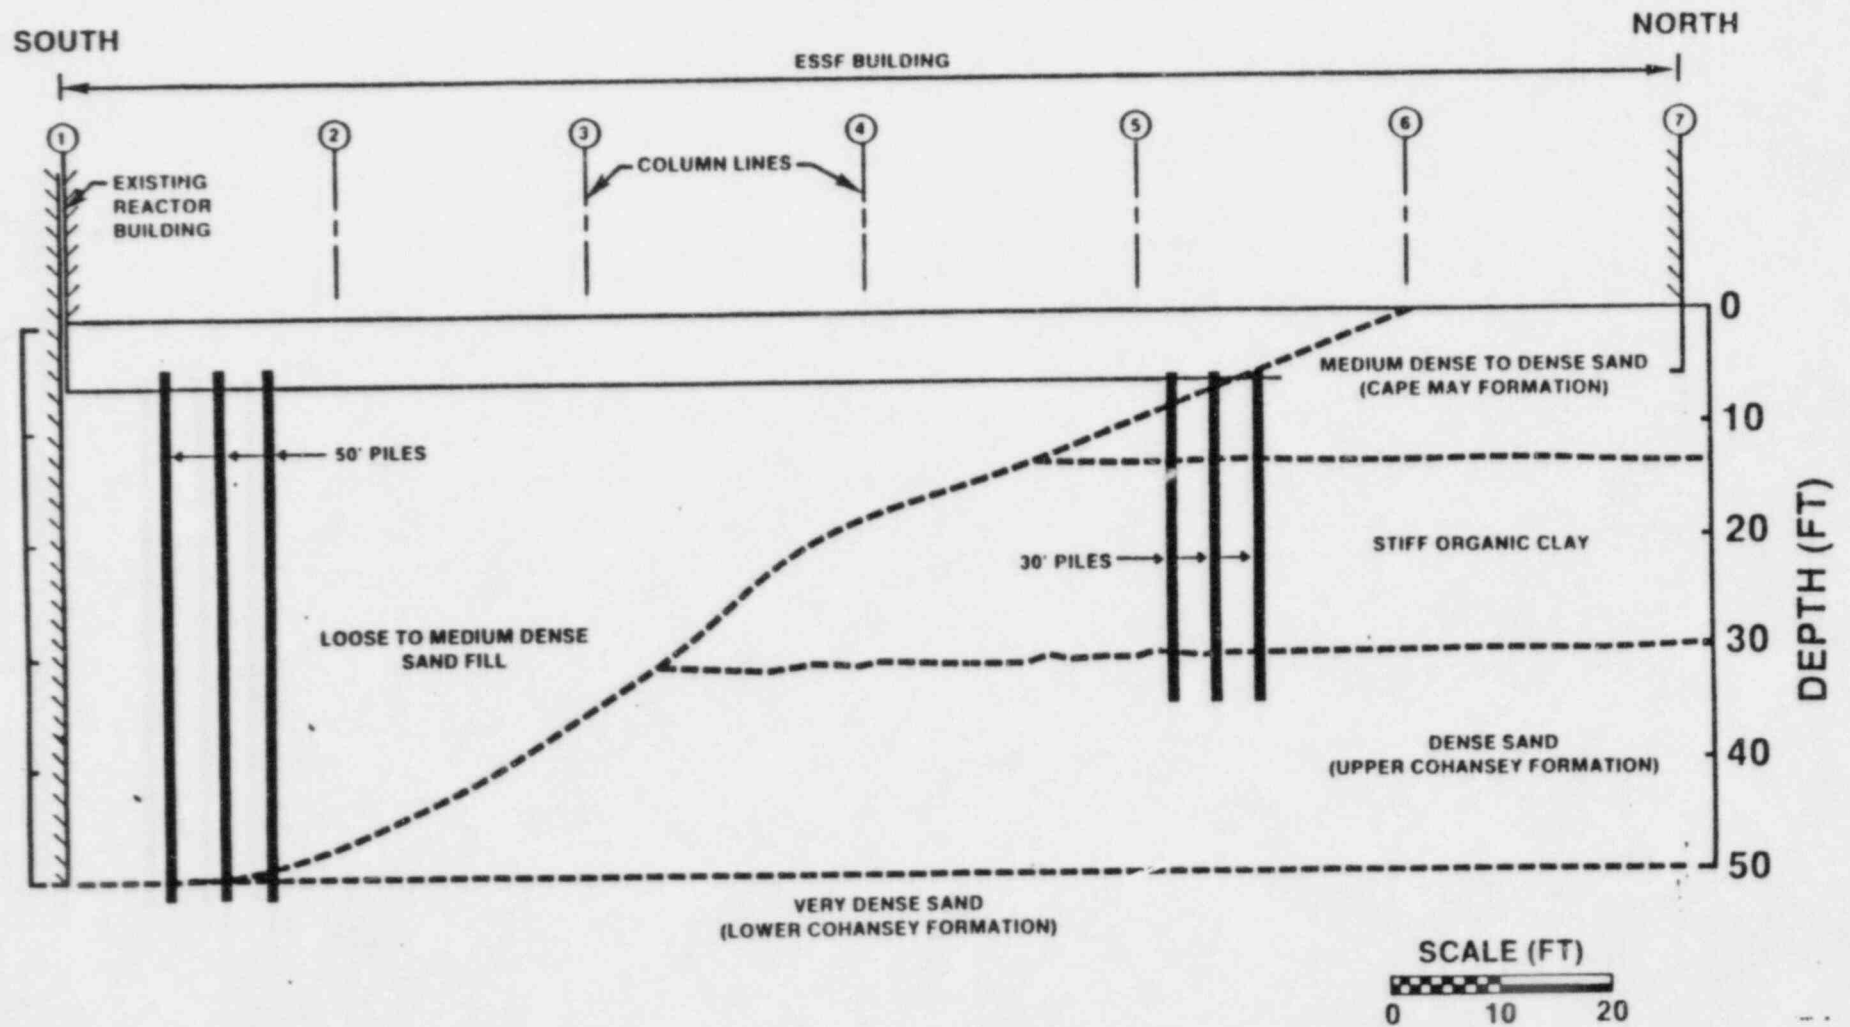 SOUTH
NORTH
ESSF BUILDING
1
2
3
4
5
6
7
COLUMN LINES
EXISTING
REACTOR
BUILDING
0
MEDIUM DENSE TO DENSE SAND
(CAPE MAY FORMATION)
10
50' PILES
20
STIFF ORGANIC CLAY
30' PILES
DEPTH (FT)
LOOSE TO MEDIUM DENSE
SAND FILL
30
DENSE SAND
(UPPER COHANSEY FORMATION)
40
50
VERY DENSE SAND
(LOWER COHANSEY FORMATION)
SCALE (FT)
0 10 20